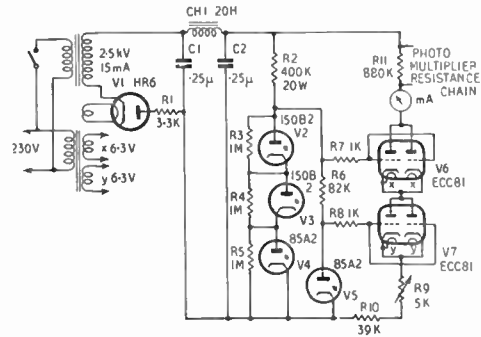 CH1 20H
2·5kV
15mA
V1 HR6
C1
·25μ
C2
·25μ
R1
3·3K
230V
x 6·3V
y 6·3V
R2
400K
20W
150B2
V2
R3
1M
150B
2
V3
R4
1M
85A2
V4
R5
1M
R7 1K
R6
82K
R8 1K
85A2
V5
R10
39K
R11
880K
PHOTO
MULTIPLIER
RESISTANCE
CHAIN
mA
V6
ECC81
x x
V7
ECC81
y y
R9
5K